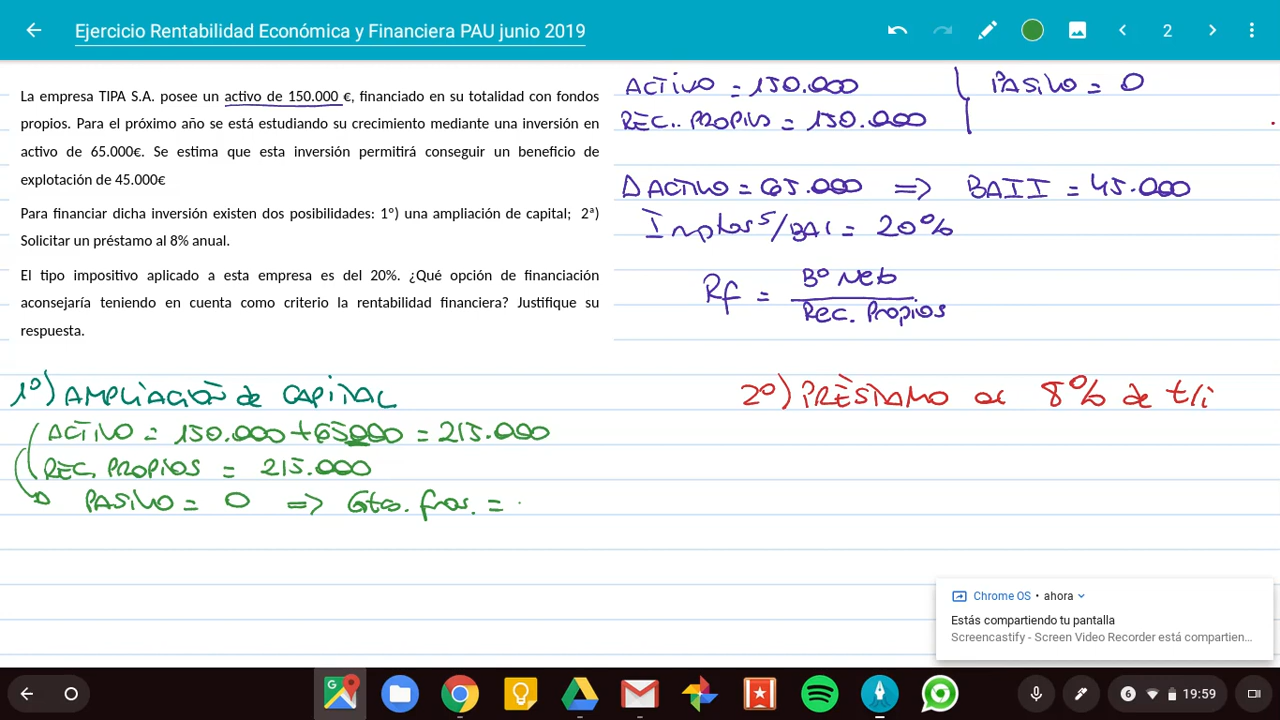 Ejercicio Rentabilidad Económica y Financiera PAU junio 2019
2
La empresa TIPA S.A. posee un activo de 150.000 €, financiado en su totalidad con fondos
propios. Para el próximo año se está estudiando su crecimiento mediante una inversión en
activo de 65.000€. Se estima que esta inversión permitirá conseguir un beneficio de
explotación de 45.000€
Para financiar dicha inversión existen dos posibilidades: 1º) una ampliación de capital; 2ª)
Solicitar un préstamo al 8% anual.
El tipo impositivo aplicado a esta empresa es del 20%. ¿Qué opción de financiación
aconsejaría teniendo en cuenta como criterio la rentabilidad financiera? Justifique su
respuesta.
ACTIVO = 150.000
PASIVO = 0
REC.. PROPIOS = 150.000
Δ ACTIVO = 65.000 => BAII = 45.000
Imptos s/BAI = 20%
Rf = Bº Neto
Rec. Propios
1º) AMPLIACIÓN de CAPITAL
ACTIVO = 150.000 + 65.000 = 215.000
REC. PROPIOS = 215.000
PASIVO = 0 => Gtos. fros. =
2º) PRÉSTAMO al 8% de t/i
Chrome OS • ahora
Estás compartiendo tu pantalla
Screencastify - Screen Video Recorder está compartien...
6 19:59